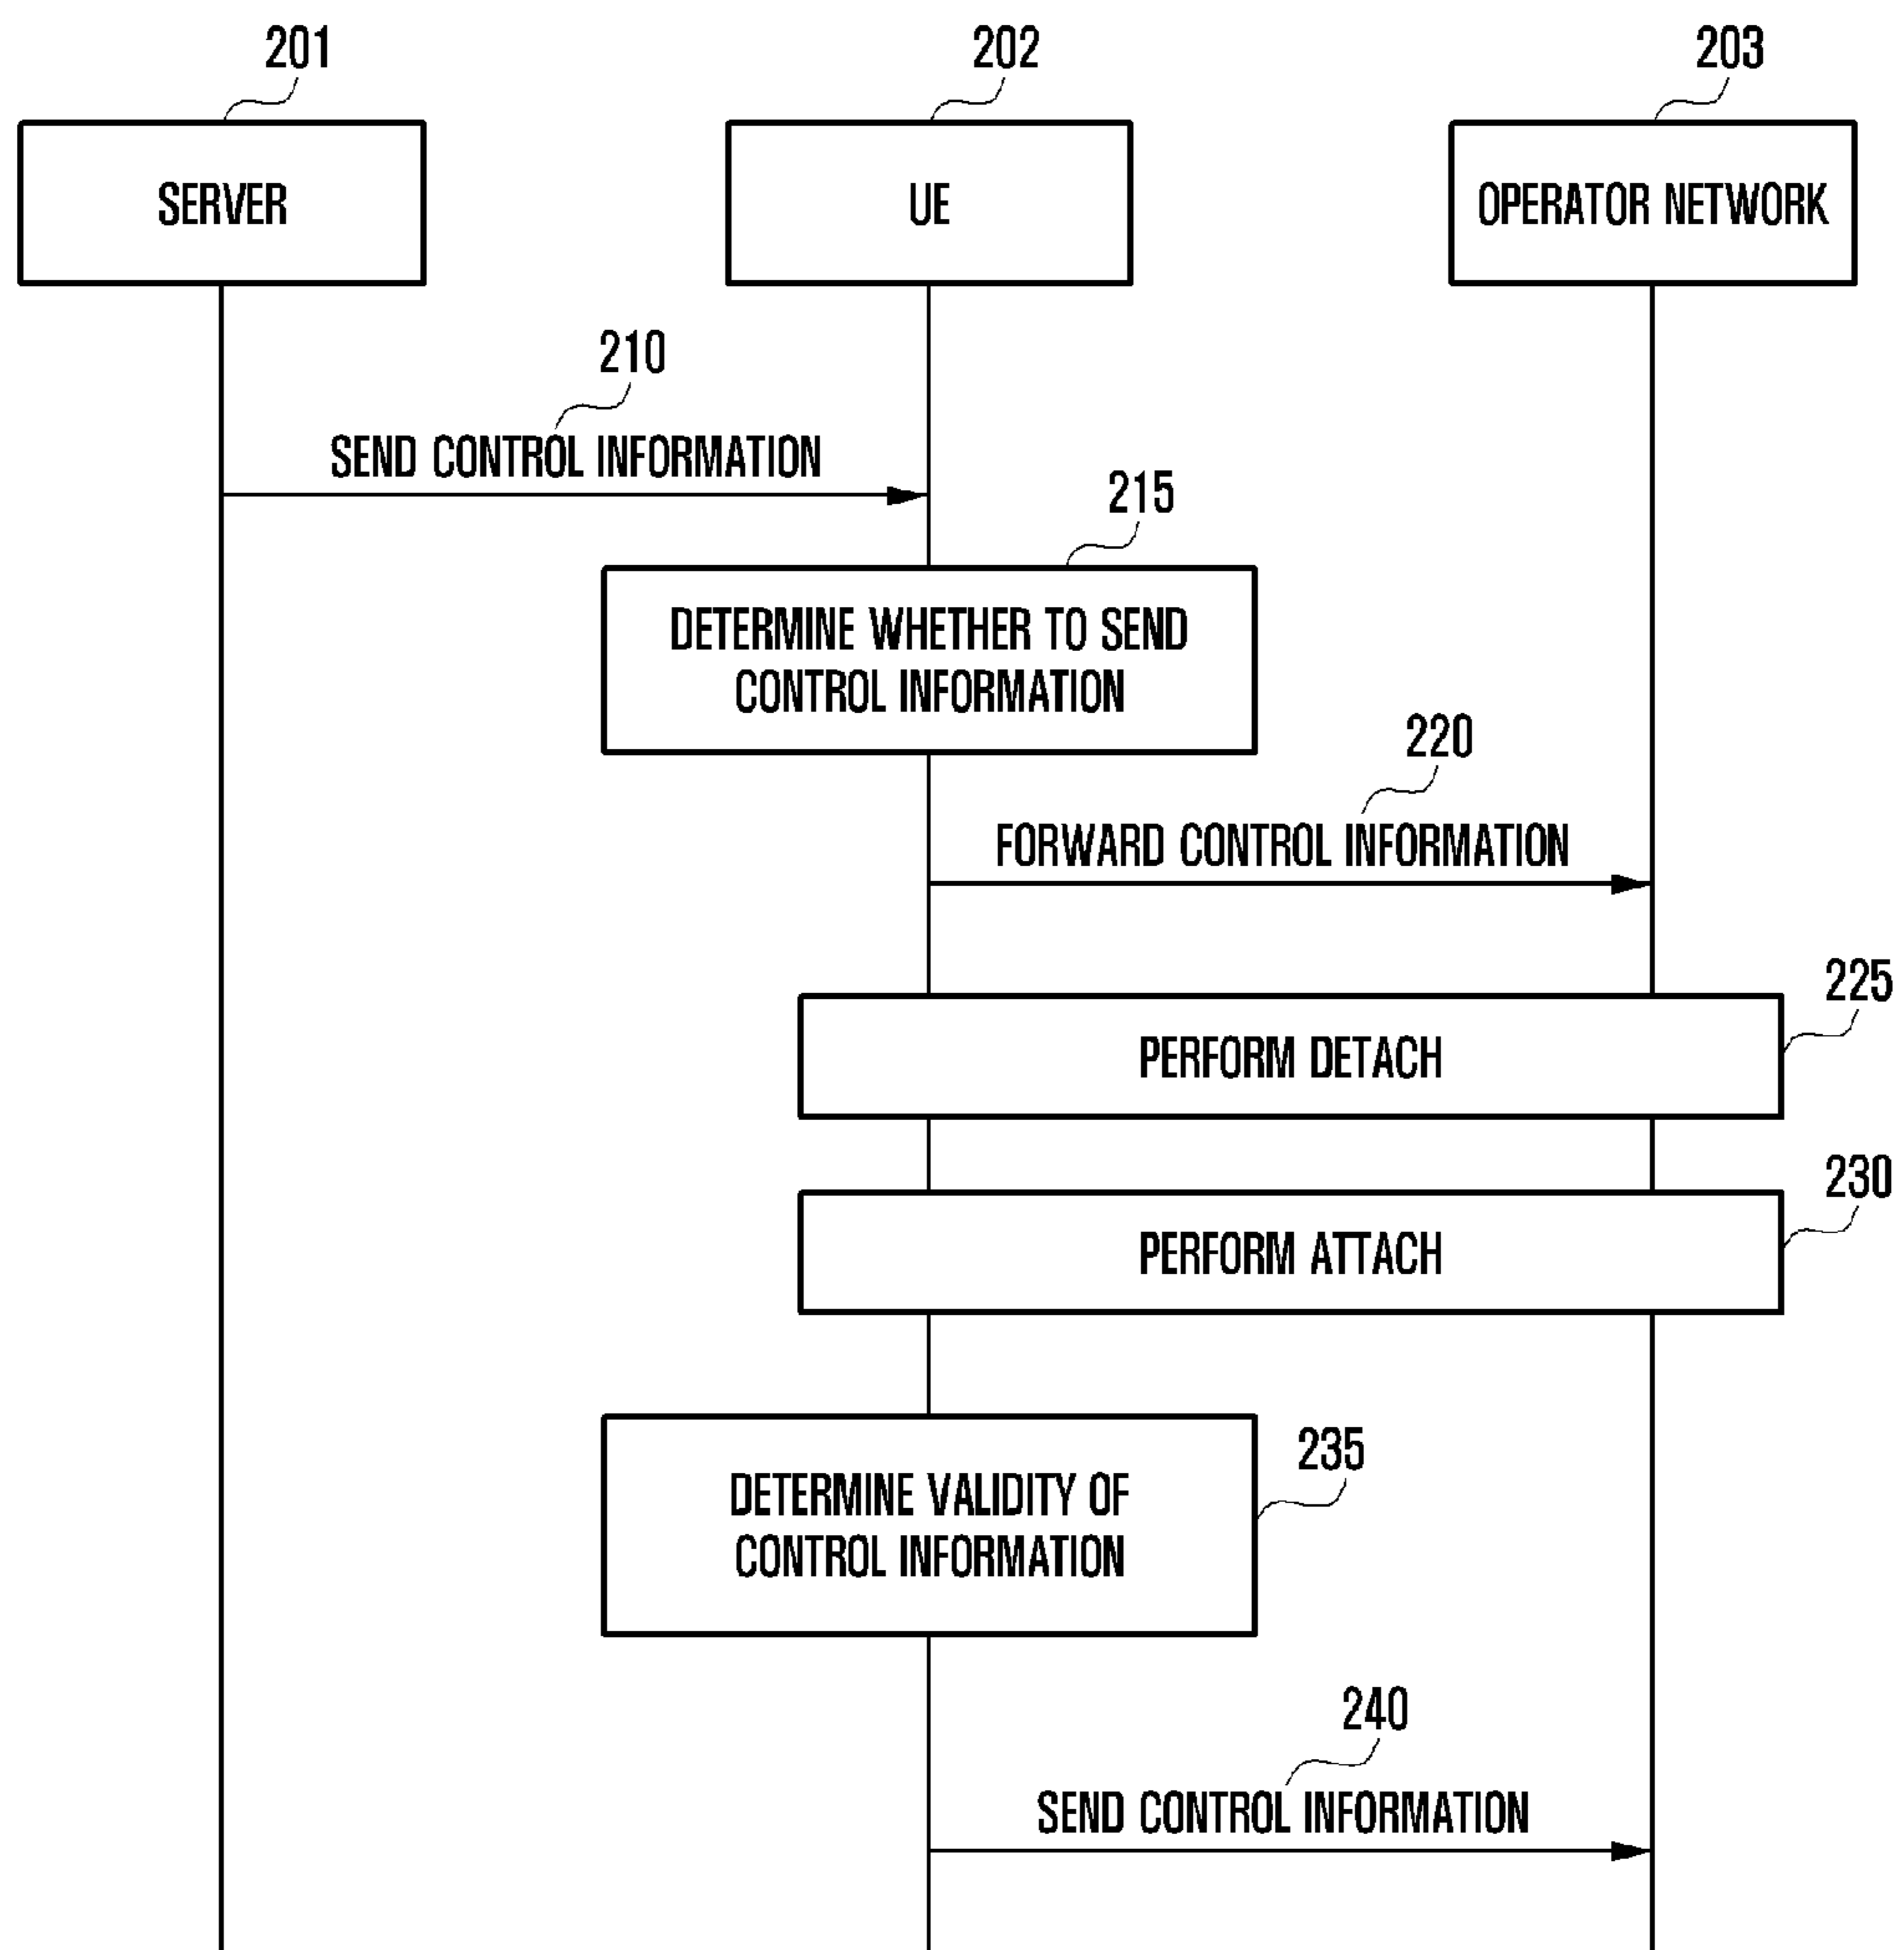 201
202
203
SERVER
UE
OPERATOR NETWORK
210
SEND CONTROL INFORMATION
215
DETERMINE WHETHER TO SEND
CONTROL INFORMATION
220
FORWARD CONTROL INFORMATION
225
PERFORM DETACH
230
PERFORM ATTACH
235
DETERMINE VALIDITY OF
CONTROL INFORMATION
240
SEND CONTROL INFORMATION